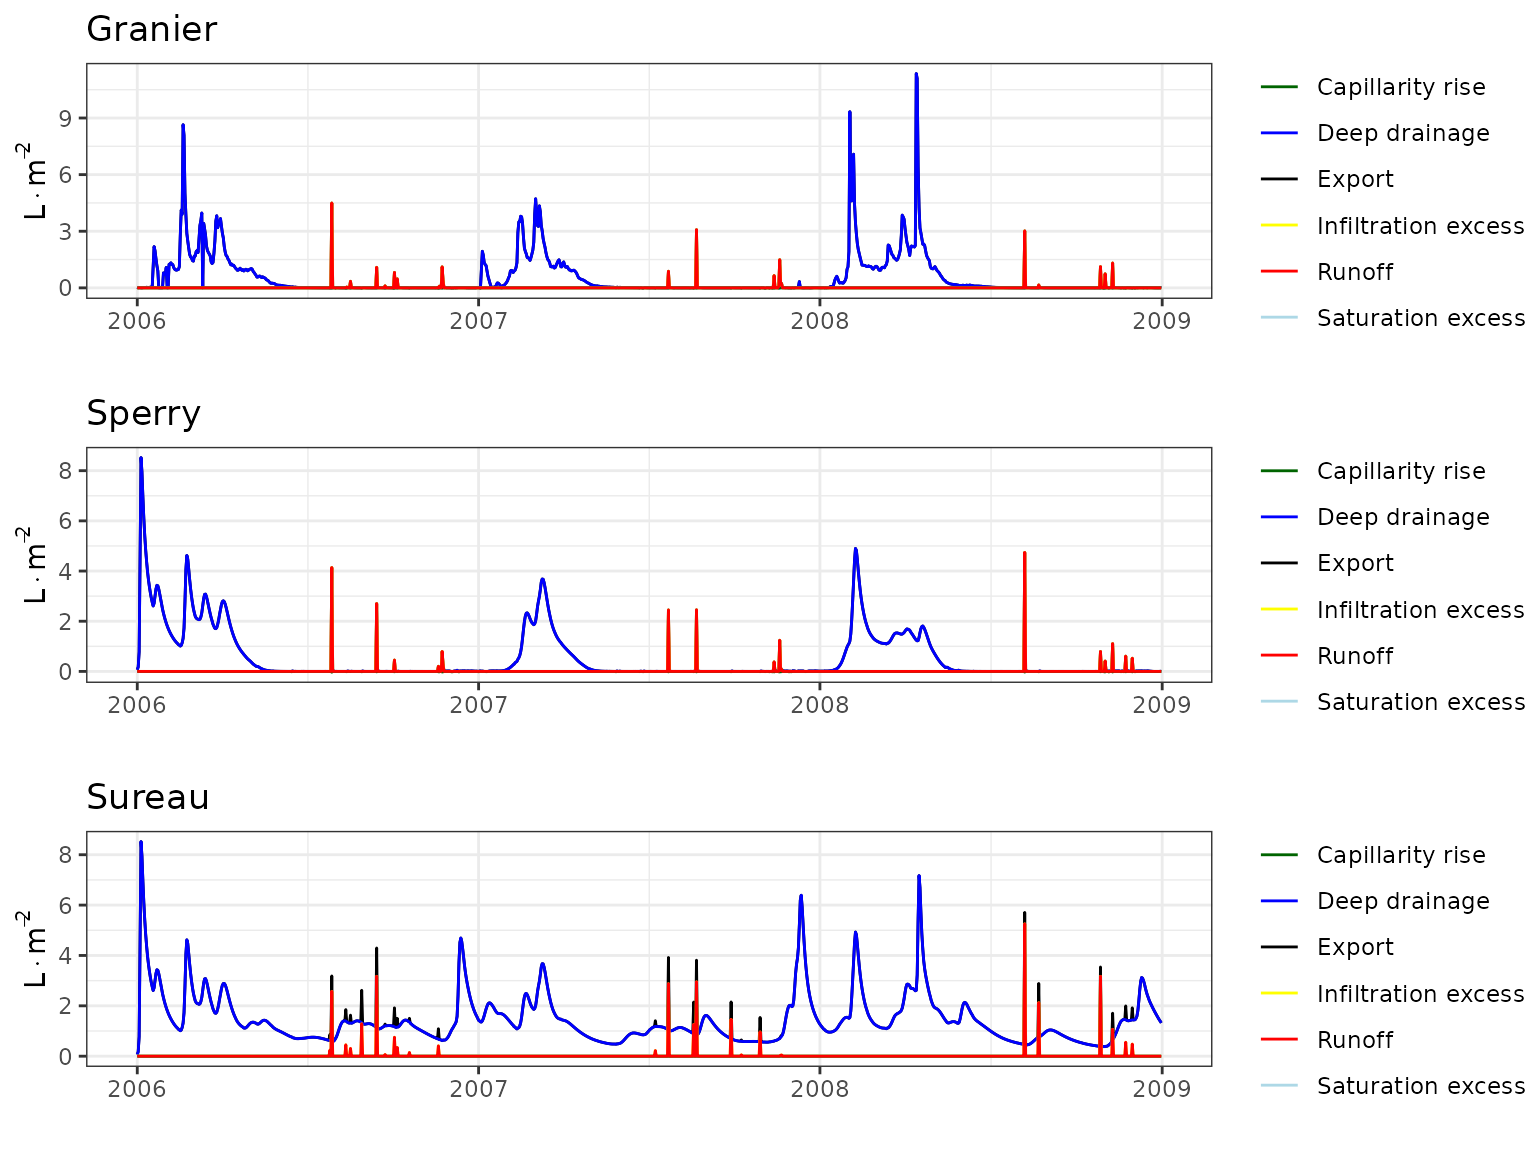 Granier
L · m⁻²
9
6
3
0
2006 2007 2008 2009
Capillarity rise
Deep drainage
Export
Infiltration excess
Runoff
Saturation excess
Sperry
L · m⁻²
8
6
4
2
0
2006 2007 2008 2009
Capillarity rise
Deep drainage
Export
Infiltration excess
Runoff
Saturation excess
Sureau
L · m⁻²
8
6
4
2
0
2006 2007 2008 2009
Capillarity rise
Deep drainage
Export
Infiltration excess
Runoff
Saturation excess